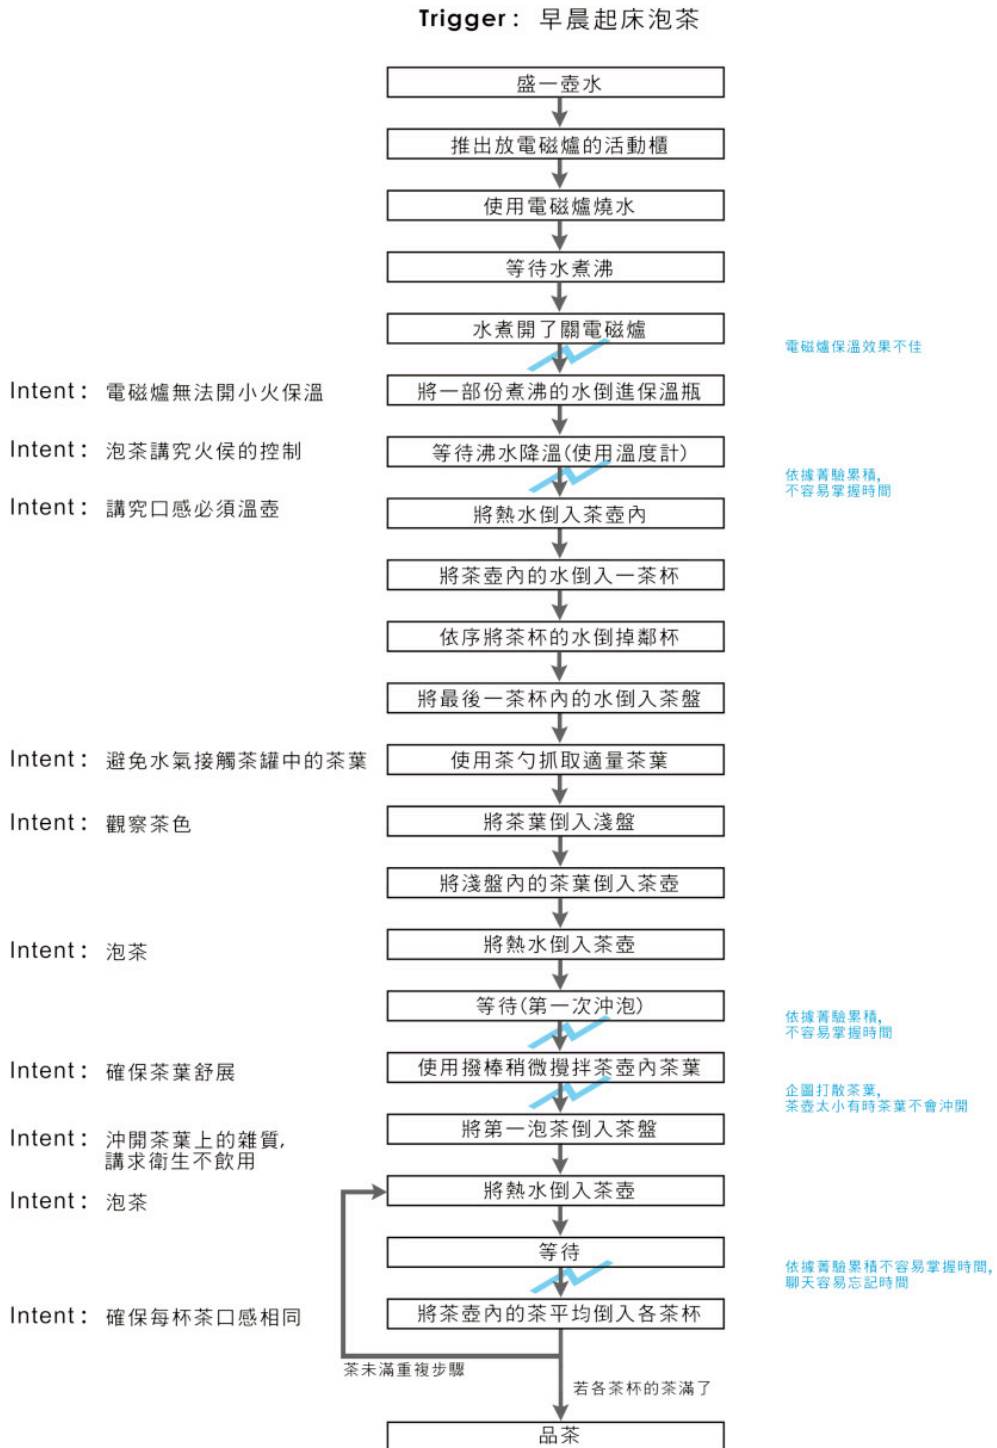 Trigger： 早晨起床泡茶
盛一壺水
推出放電磁爐的活動櫃
使用電磁爐燒水
等待水煮沸
水煮開了關電磁爐
電磁爐保溫效果不佳
Intent： 電磁爐無法開小火保溫
將一部份煮沸的水倒進保溫瓶
Intent： 泡茶講究火侯的控制
等待沸水降溫(使用溫度計)
依據菁驗累積，
不容易掌握時間
Intent： 講究口感必須溫壺
將熱水倒入茶壺內
將茶壺內的水倒入一茶杯
依序將茶杯的水倒掉鄰杯
將最後一茶杯內的水倒入茶盤
Intent： 避免水氣接觸茶罐中的茶葉
使用茶勺抓取適量茶葉
Intent： 觀察茶色
將茶葉倒入淺盤
將淺盤內的茶葉倒入茶壺
Intent： 泡茶
將熱水倒入茶壺
等待(第一次沖泡)
依據菁驗累積，
不容易掌握時間
Intent： 確保茶葉舒展
使用撥棒稍微攪拌茶壺內茶葉
企圖打散茶葉，
茶壺太小有時茶葉不會沖開
Intent： 沖開茶葉上的雜質，
講求衛生不飲用
將第一泡茶倒入茶盤
Intent： 泡茶
將熱水倒入茶壺
等待
依據菁驗累積不容易掌握時間，
聊天容易忘記時間
Intent： 確保每杯茶口感相同
將茶壺內的茶平均倒入各茶杯
茶未滿重複步驟
若各茶杯的茶滿了
品茶